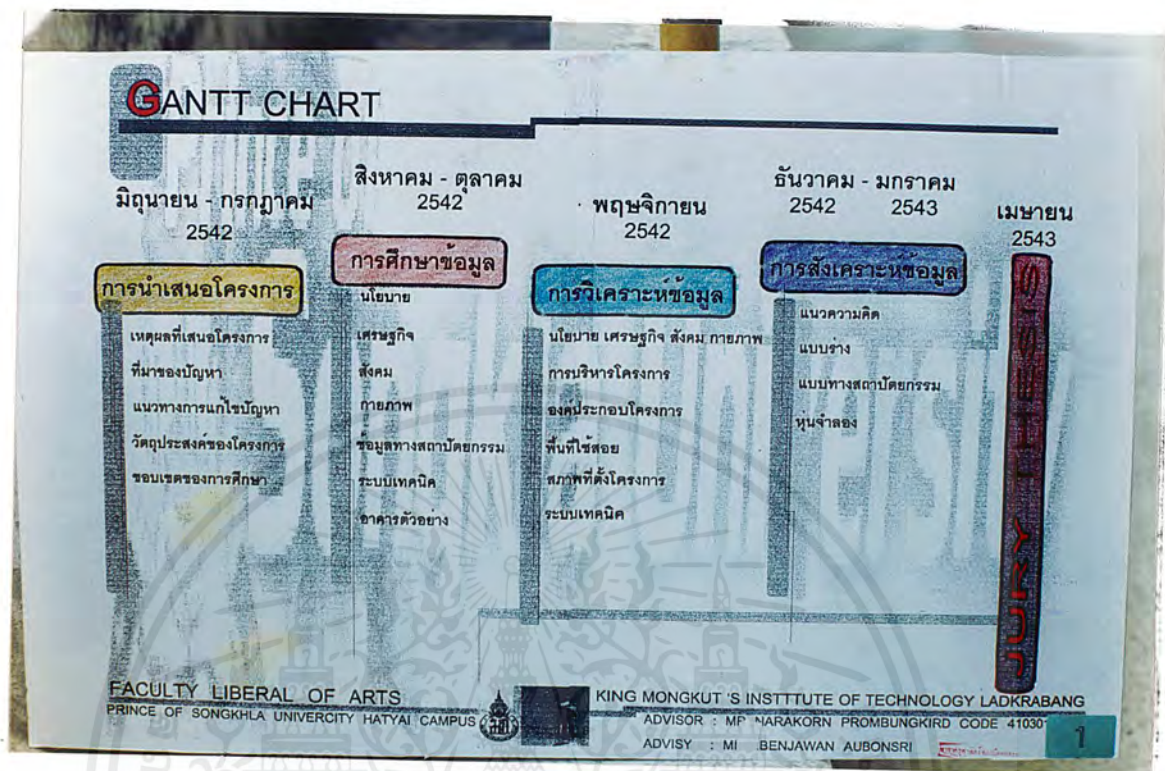 GANTT CHART
มิถุนายน - กรกฎาคม
2542
การนำเสนอโครงการ
เหตุผลที่เสนอโครงการ
ที่มาของปัญหา
แนวทางการแก้ไขปัญหา
วัตถุประสงค์ของโครงการ
ขอบเขตของการศึกษา
สิงหาคม - ตุลาคม
2542
การศึกษาข้อมูล
นโยบาย
เศรษฐกิจ
สังคม
กายภาพ
ข้อมูลทางสถาปัตยกรรม
ระบบเทคนิค
อาคารตัวอย่าง
พฤษจิกายน
2542
การวิเคราะห์ข้อมูล
นโยบาย เศรษฐกิจ สังคม กายภาพ
การบริหารโครงการ
องค์ประกอบโครงการ
พื้นที่ใช้สอย
สภาพที่ตั้งโครงการ
ระบบเทคนิค
ธันวาคม - มกราคม
2542 2543
การสังเคราะห์ข้อมูล
แนวความคิด
แบบร่าง
แบบทางสถาปัตยกรรม
หุ่นจำลอง
เมษายน
2543
JURY THESIS
FACULTY LIBERAL OF ARTS
PRINCE OF SONGKHLA UNIVERCITY HATYAI CAMPUS
KING MONGKUT 'S INSTTTUTE OF TECHNOLOGY LADKRABANG
ADVISOR : NARAKORN PROMBUNGKIRD CODE
ADVISY : BENJAWAN AUBONSRI
1